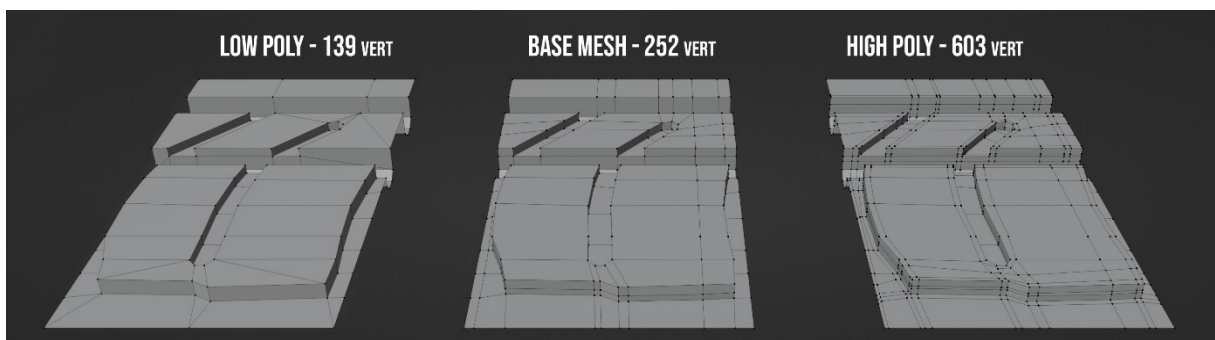 LOW POLY - 139 VERT
BASE MESH - 252 VERT
HIGH POLY - 603 VERT